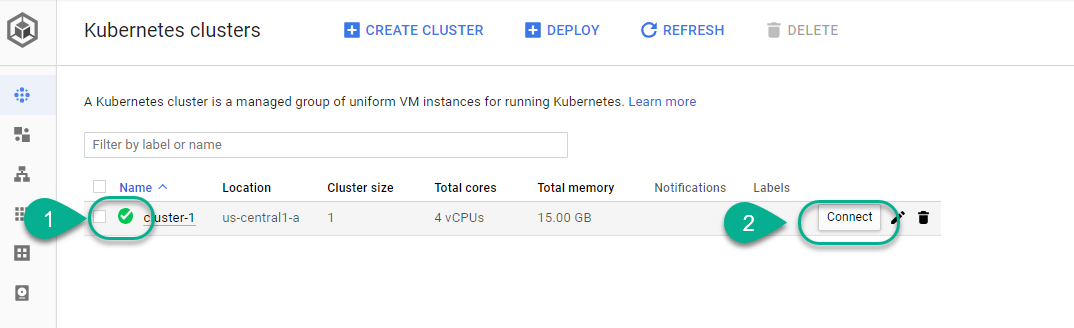 Kubernetes clusters CREATE CLUSTER DEPLOY REFRESH DELETE
A Kubernetes cluster is a managed group of uniform VM instances for running Kubernetes. Learn more
Filter by label or name
Name Location Cluster size Total cores Total memory Notifications Labels
1 cluster-1 us-central1-a 1 4 vCPUs 15.00 GB 2 Connect